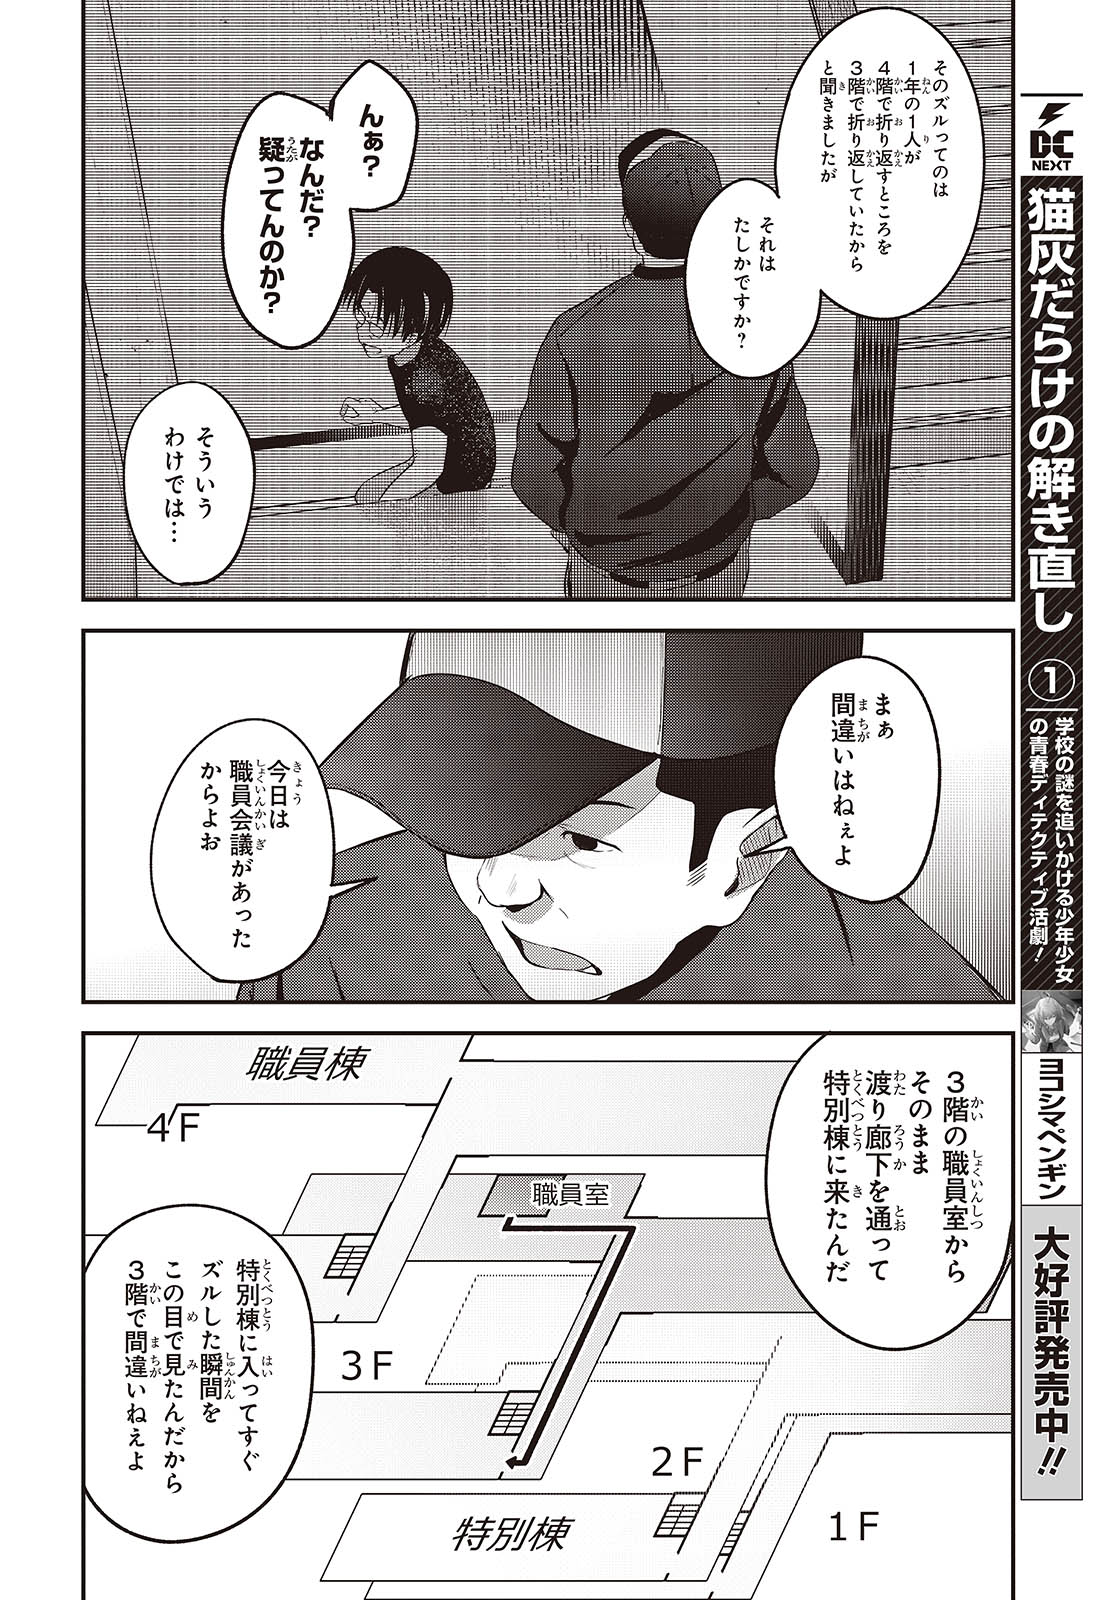 そのズルってのは
1年の1人が
4階で折り返すところを
3階で折り返していたから
と聞きましたが
それは
たしかですか?
んぁ?
なんだ?
疑ってんのか?
そういう
わけでは…
まぁ
間違いはねぇよ
今日は
職員会議があった
からよお
3階の職員室から
そのまま
渡り廊下を通って
特別棟に来たんだ
職員棟
4F
職員室
3F
2F
1F
特別棟
特別棟に入ってすぐ
ズルした瞬間を
この目で見たんだから
3階で間違いねぇよ
DC
NEXT
猫灰だらけの解き直し ①
学校の謎を追いかける少年少女
の青春ディテクティブ活劇!
ヨコシマペンギン
大好評発売中!!